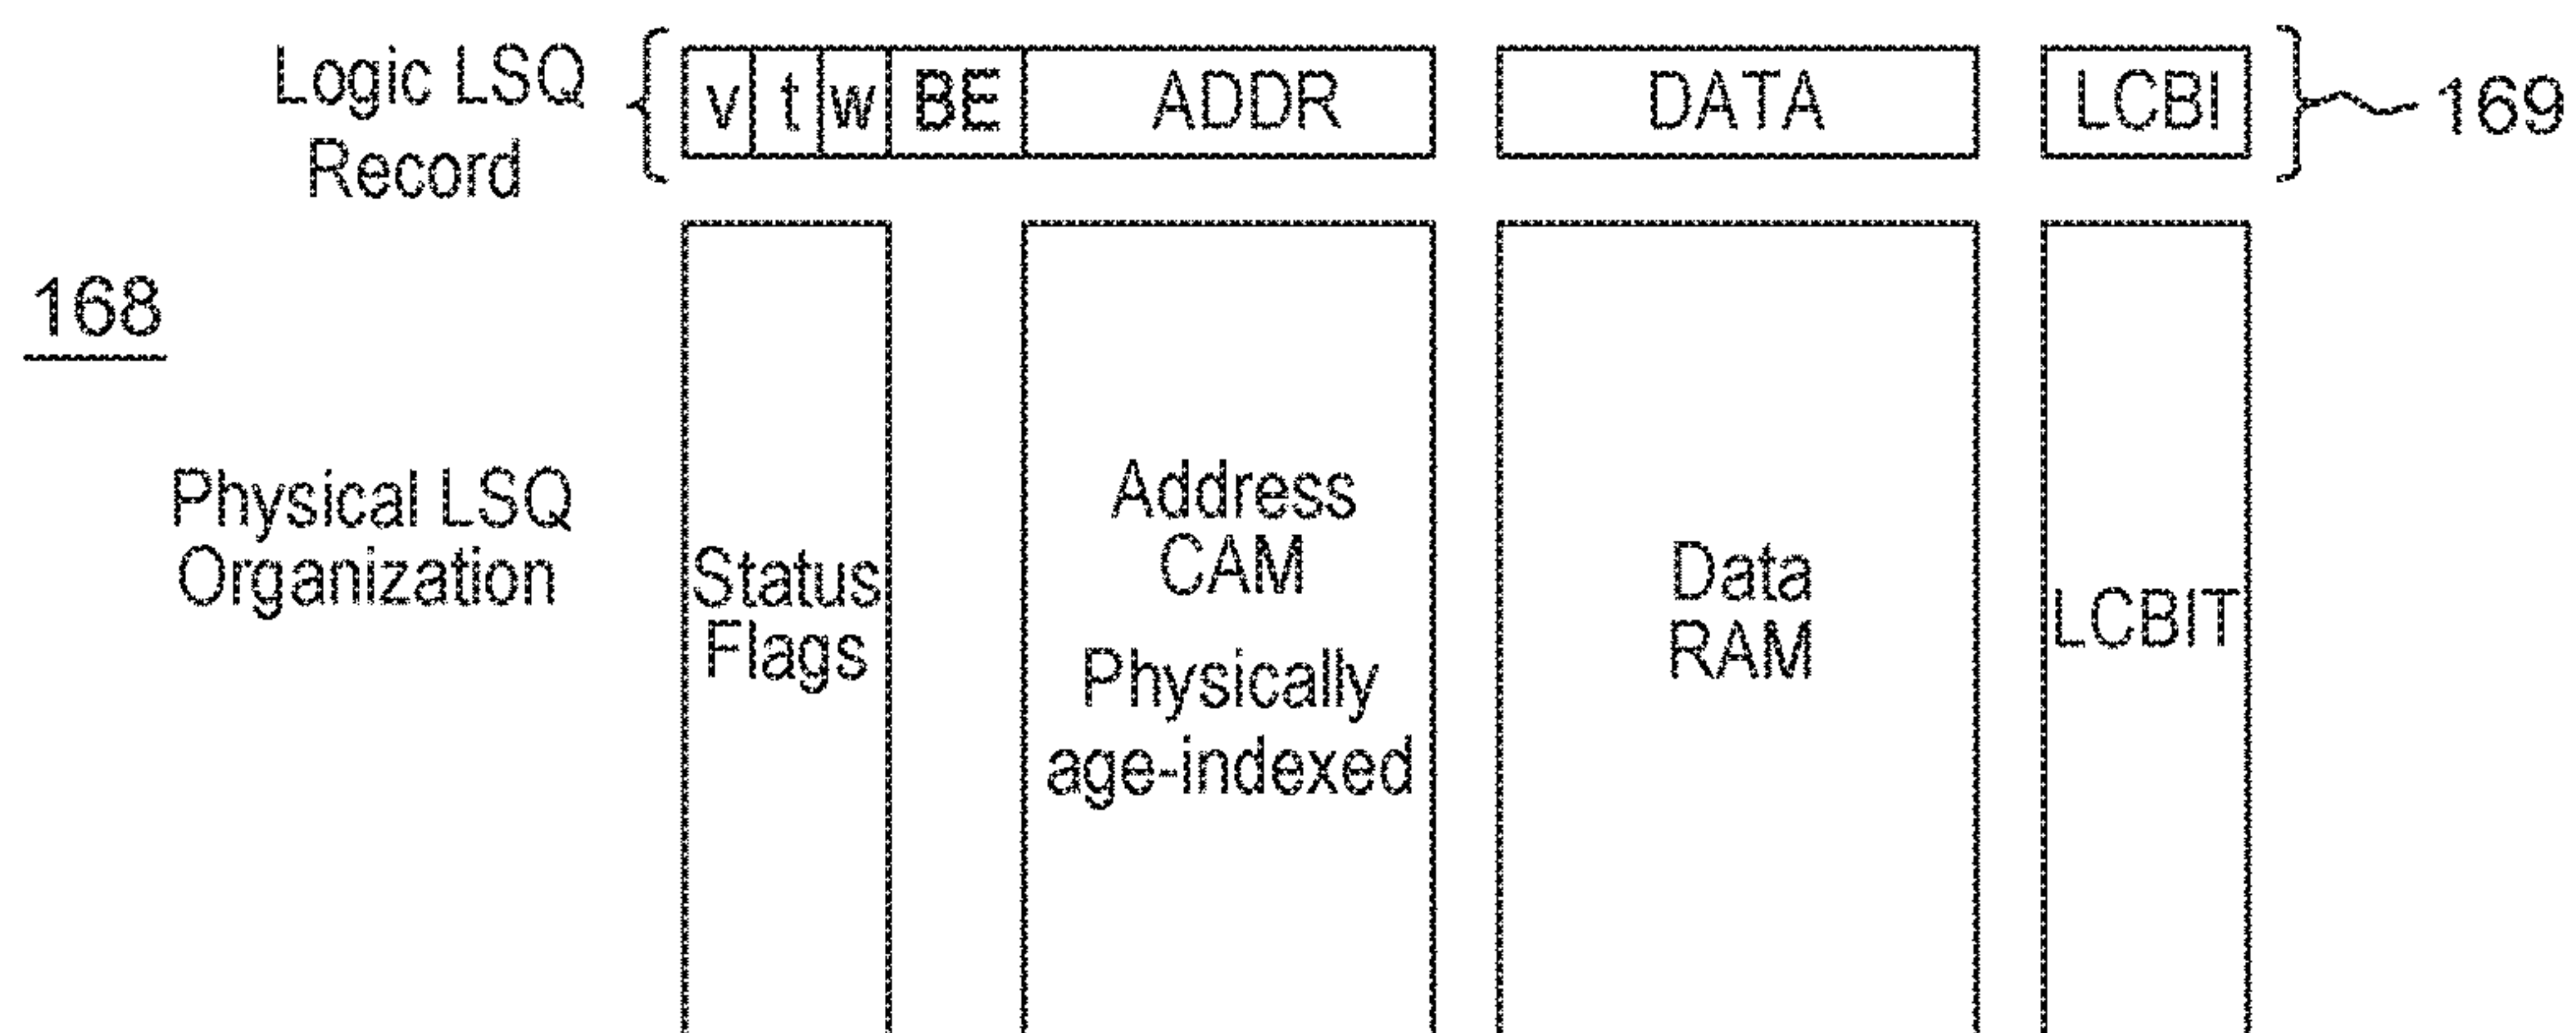 Logic LSQ
Record
v t w BE ADDR DATA LCBI
169
168
Physical LSQ
Organization
Status
Flags
Address
CAM
Physically
age-indexed
Data
RAM
LCBIT